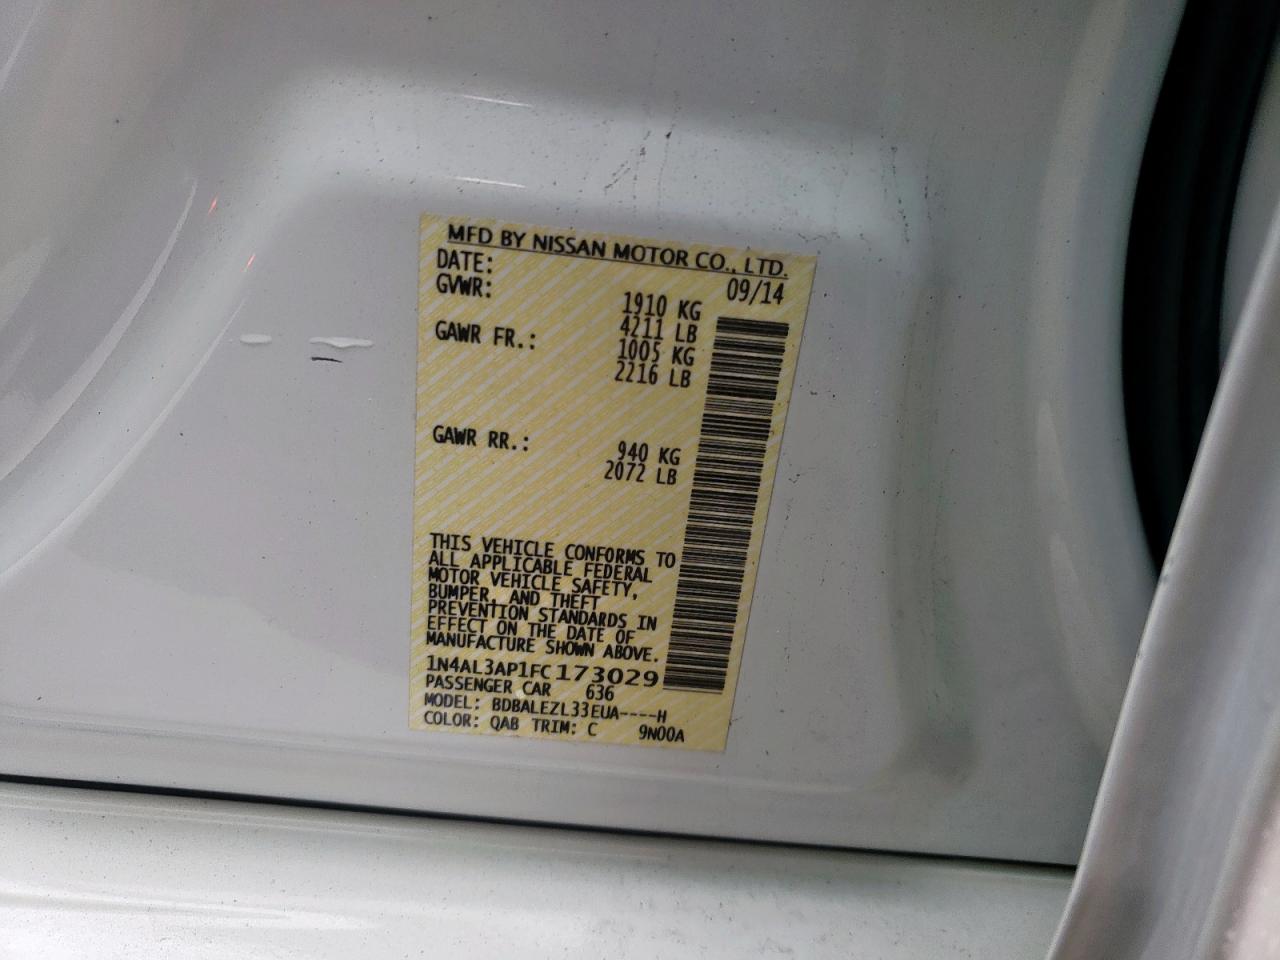 MFD BY NISSAN MOTOR CO., LTD.
DATE: 09/14
GVWR: 1910 KG
4211 LB
GAWR FR.: 1005 KG
2216 LB
GAWR RR.: 940 KG
2072 LB
THIS VEHICLE CONFORMS TO
ALL APPLICABLE FEDERAL
MOTOR VEHICLE SAFETY,
BUMPER, AND THEFT
PREVENTION STANDARDS IN
EFFECT ON THE DATE OF
MANUFACTURE SHOWN ABOVE.
1N4AL3AP1FC173029
PASSENGER CAR 636
MODEL: BDBALEZL33EUA----H
COLOR: QAB TRIM: C 9N00A